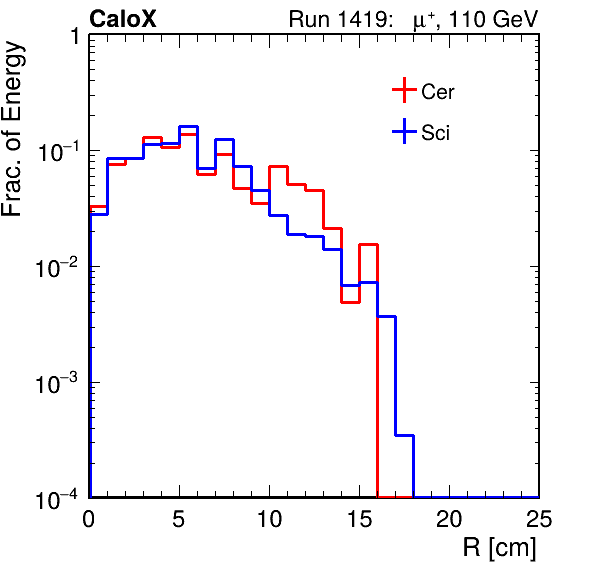 CaloX Run 1419: μ⁺, 110 GeV
Frac. of Energy
1
10⁻¹
10⁻²
10⁻³
10⁻⁴
Cer
Sci
0 5 10 15 20 25
R [cm]